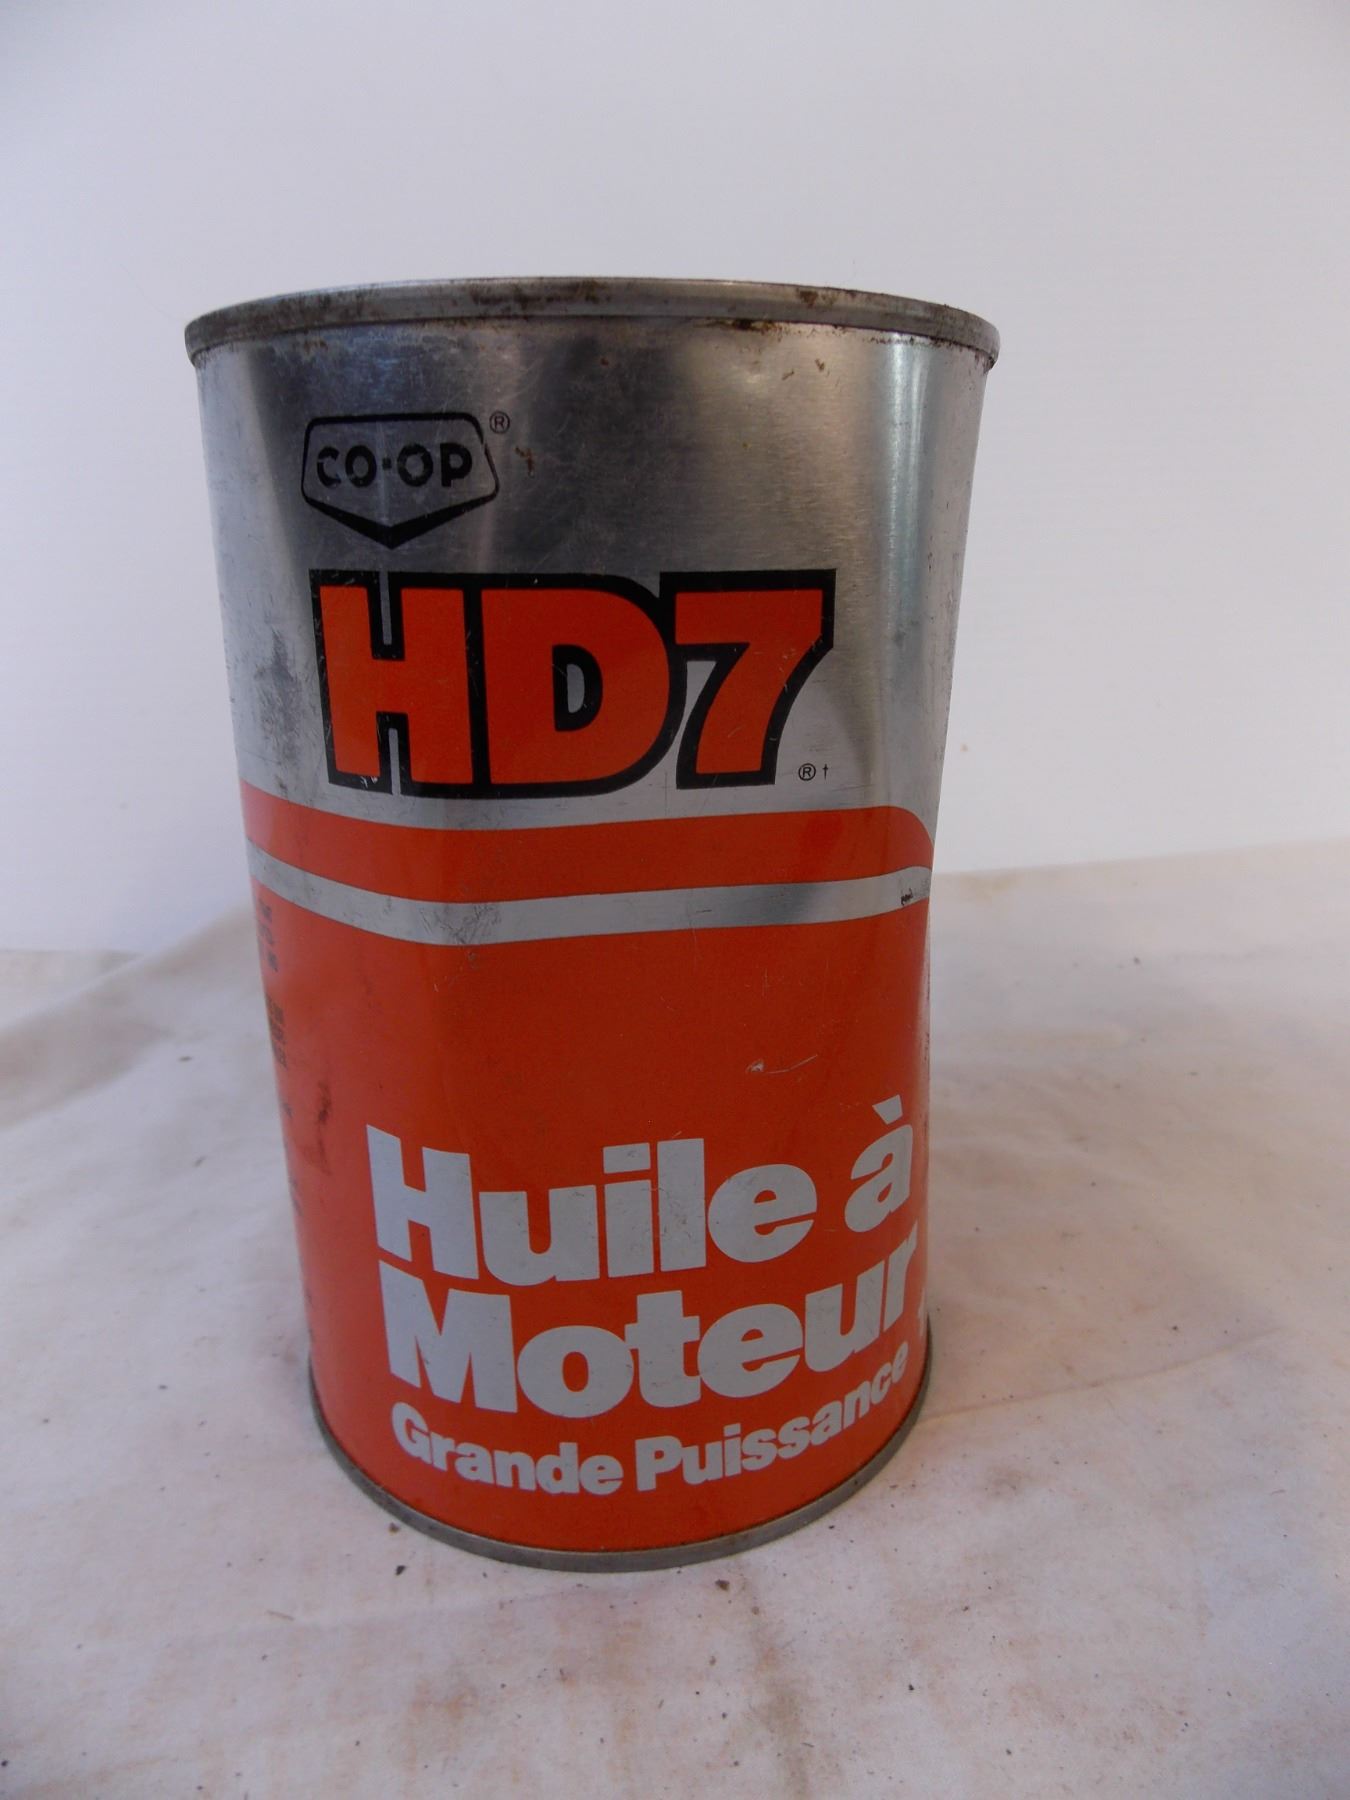 CO-OP ®
HD7 ®†
Huile à
Moteur
Grande Puissance